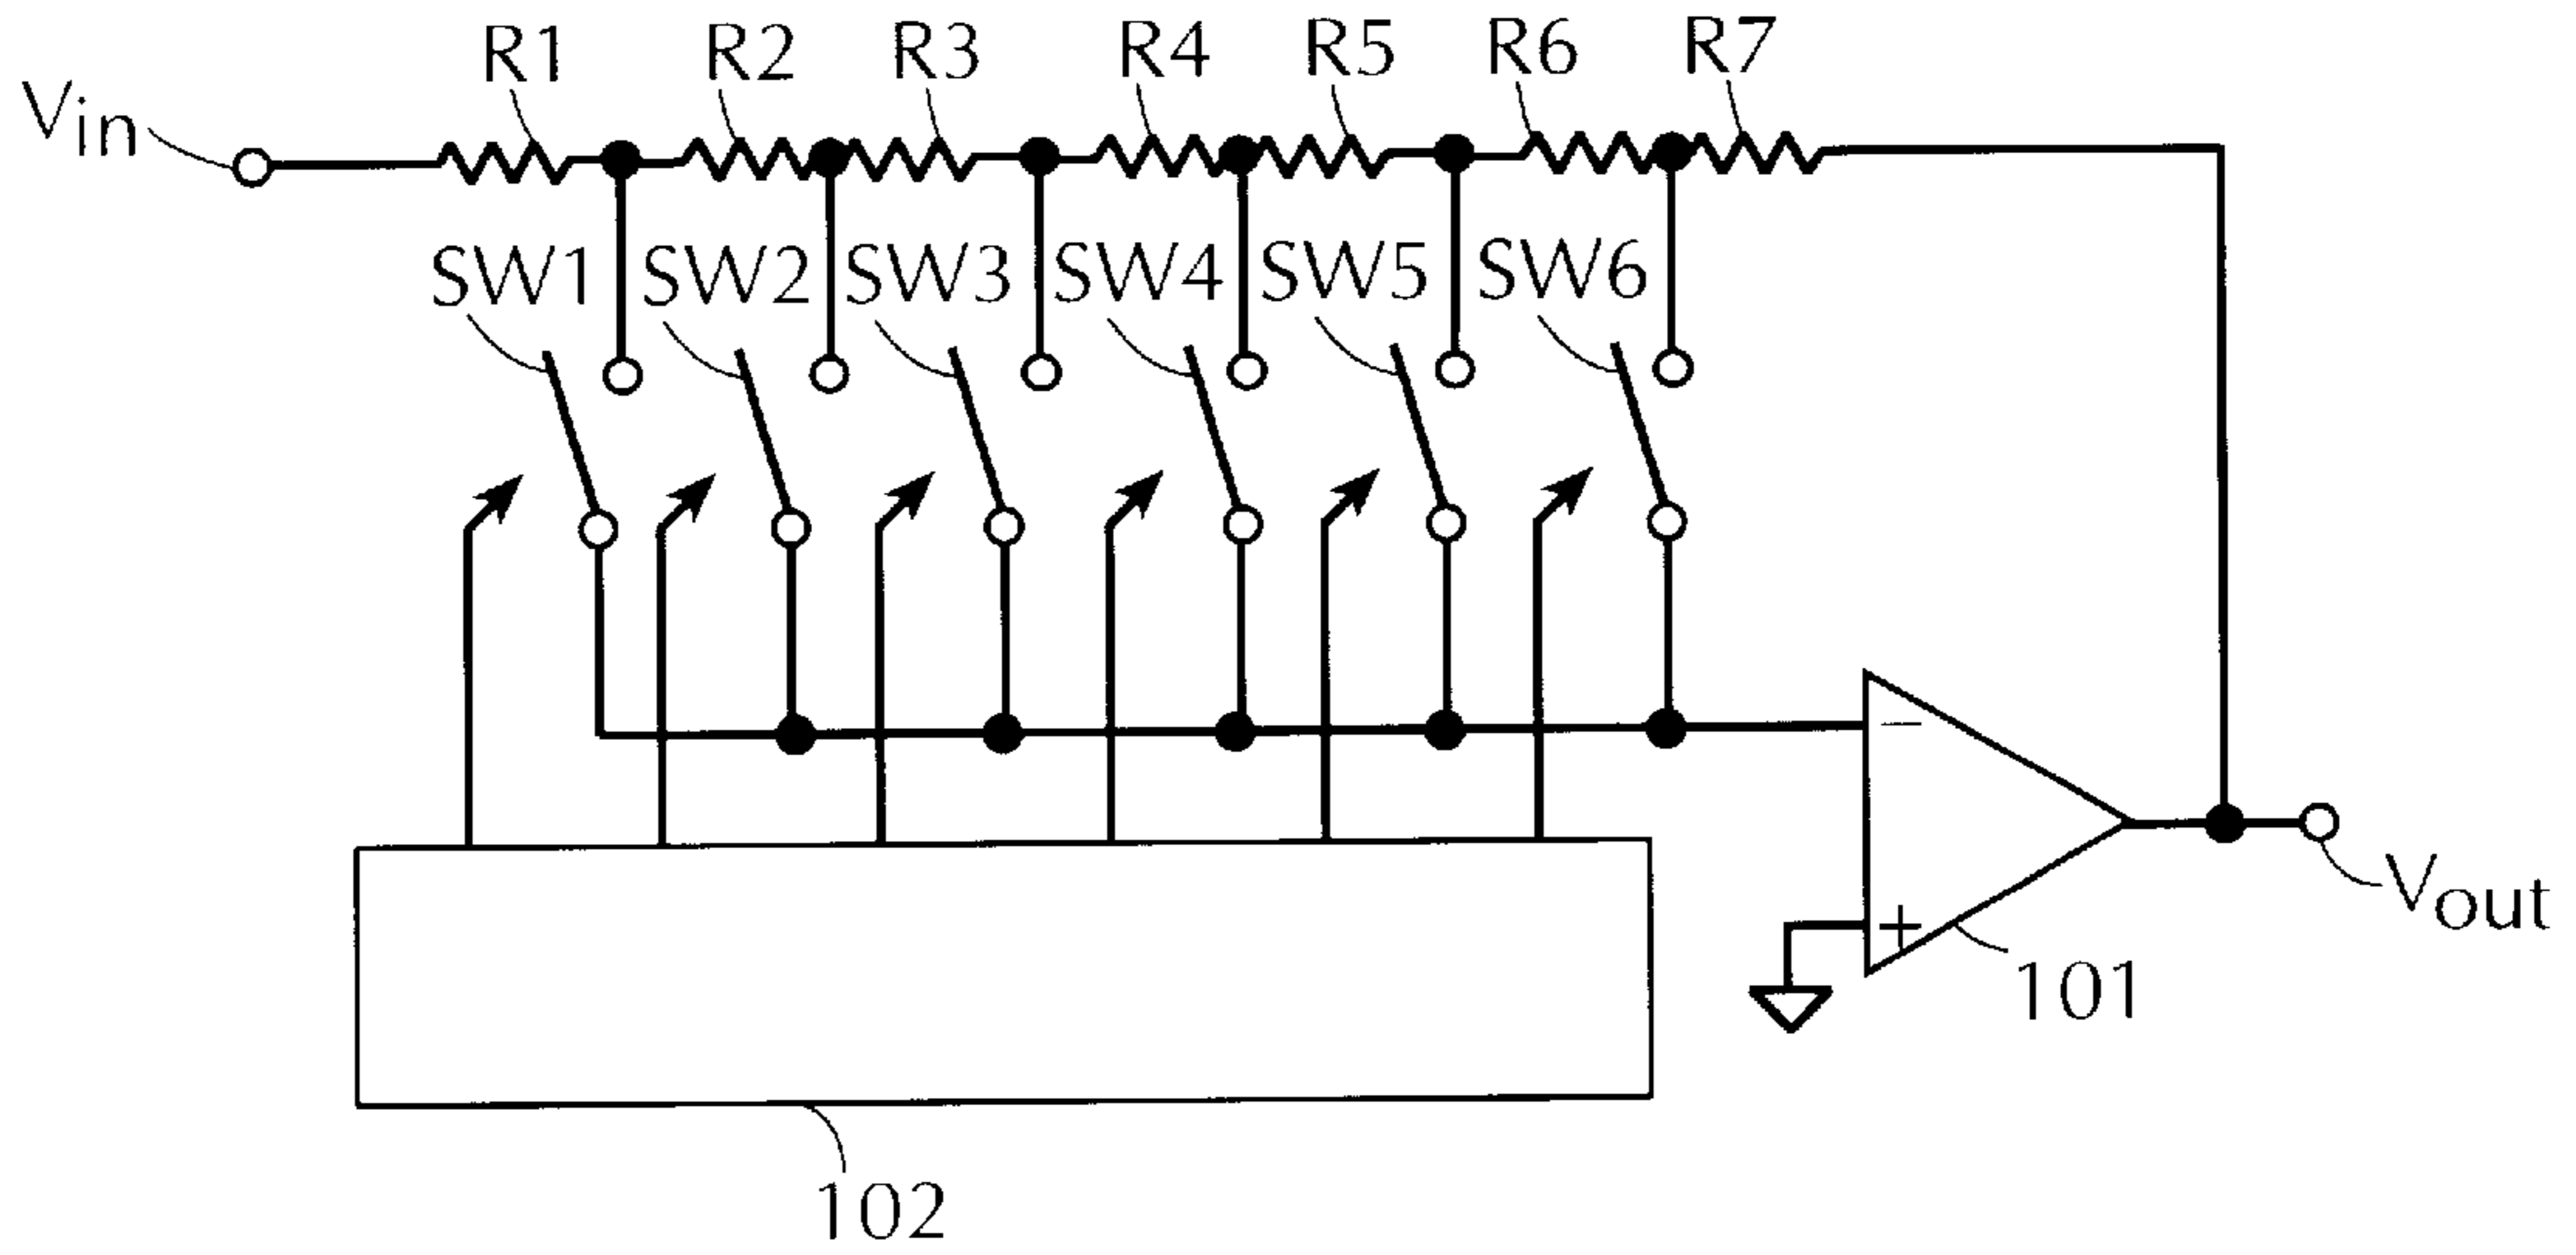 Vin
R1 R2 R3 R4 R5 R6 R7
SW1 SW2 SW3 SW4 SW5 SW6
−
+
Vout
101
102